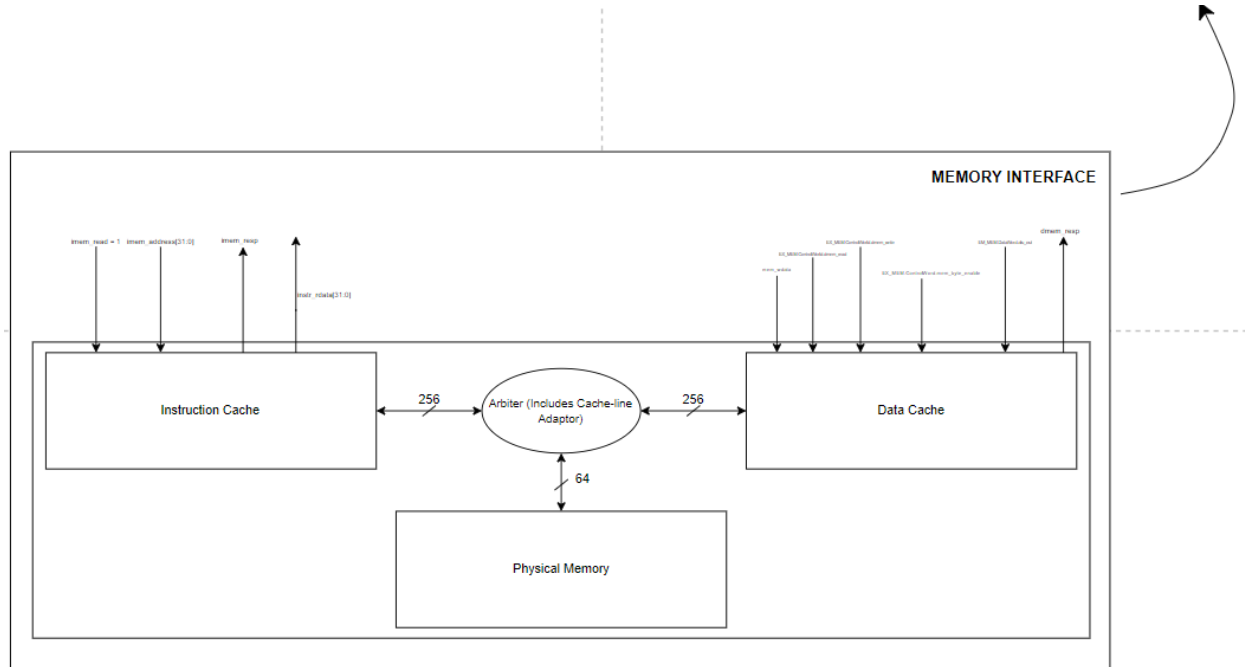 MEMORY INTERFACE
imem_read = 1
imem_address[31:0]
imem_resp
instr_rdata[31:0]
dmem_resp
Instruction Cache
256
Arbiter (Includes Cache-line
Adaptor)
256
Data Cache
64
Physical Memory